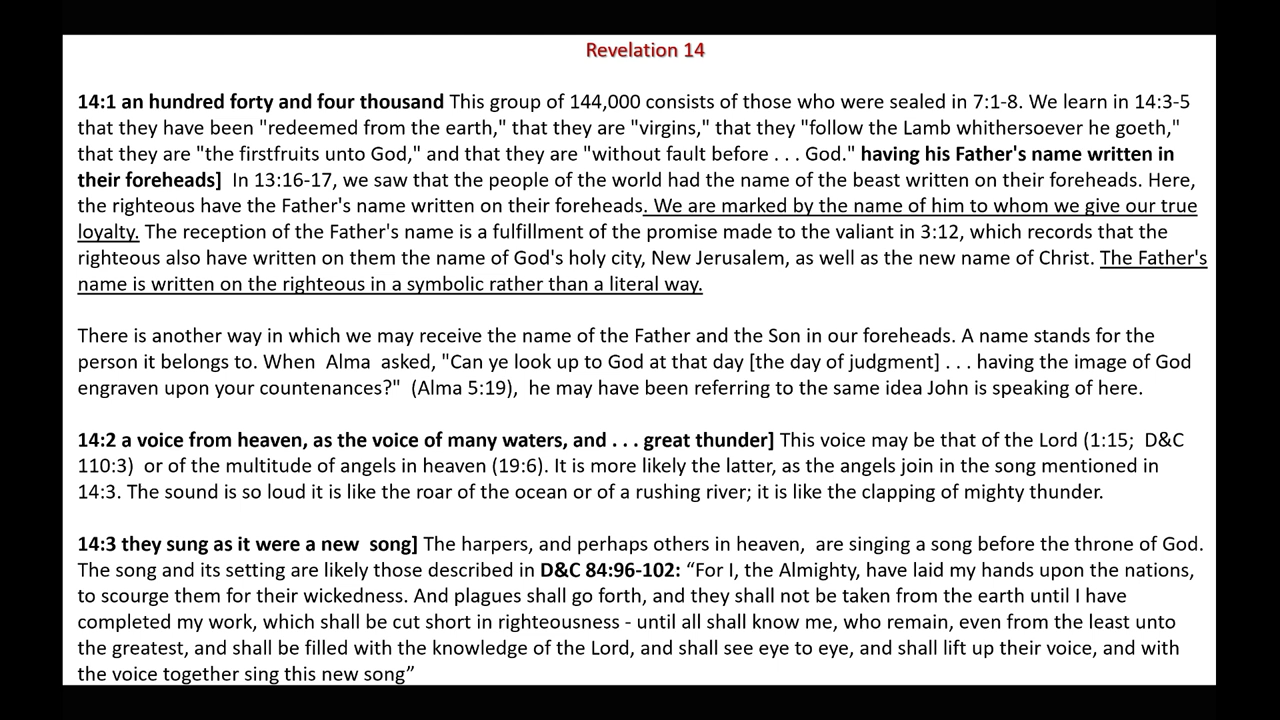 Revelation 14
14:1 an hundred forty and four thousand This group of 144,000 consists of those who were sealed in 7:1-8. We learn in 14:3-5
that they have been "redeemed from the earth," that they are "virgins," that they "follow the Lamb whithersoever he goeth,"
that they are "the firstfruits unto God," and that they are "without fault before . . . God." having his Father's name written in
their foreheads] In 13:16-17, we saw that the people of the world had the name of the beast written on their foreheads. Here,
the righteous have the Father's name written on their foreheads. We are marked by the name of him to whom we give our true
loyalty. The reception of the Father's name is a fulfillment of the promise made to the valiant in 3:12, which records that the
righteous also have written on them the name of God's holy city, New Jerusalem, as well as the new name of Christ. The Father's
name is written on the righteous in a symbolic rather than a literal way.
There is another way in which we may receive the name of the Father and the Son in our foreheads. A name stands for the
person it belongs to. When Alma asked, "Can ye look up to God at that day [the day of judgment] . . . having the image of God
engraven upon your countenances?" (Alma 5:19), he may have been referring to the same idea John is speaking of here.
14:2 a voice from heaven, as the voice of many waters, and . . . great thunder] This voice may be that of the Lord (1:15; D&C
110:3) or of the multitude of angels in heaven (19:6). It is more likely the latter, as the angels join in the song mentioned in
14:3. The sound is so loud it is like the roar of the ocean or of a rushing river; it is like the clapping of mighty thunder.
14:3 they sung as it were a new song] The harpers, and perhaps others in heaven, are singing a song before the throne of God.
The song and its setting are likely those described in D&C 84:96-102: “For I, the Almighty, have laid my hands upon the nations,
to scourge them for their wickedness. And plagues shall go forth, and they shall not be taken from the earth until I have
completed my work, which shall be cut short in righteousness - until all shall know me, who remain, even from the least unto
the greatest, and shall be filled with the knowledge of the Lord, and shall see eye to eye, and shall lift up their voice, and with
the voice together sing this new song”